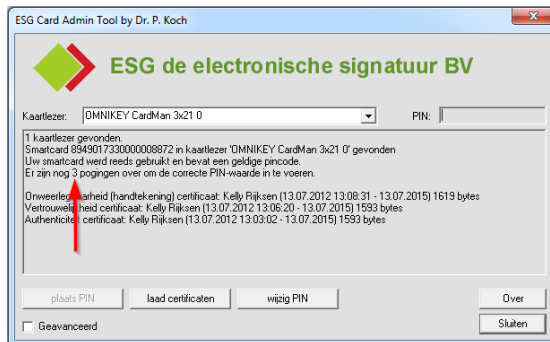 ESG Card Admin Tool by Dr. P. Koch
ESG de electronische signatuur BV
Kaartlezer: OMNIKEY CardMan 3x21 0 PIN:
1 kaartlezer gevonden.
Smartcard 8949017330000008872 in kaartlezer 'OMNIKEY CardMan 3x21 0' gevonden
Uw smartcard werd reeds gebruikt en bevat een geldige pincode.
Er zijn nog 3 pogingen over om de correcte PIN-waarde in te voeren.
Onweerlegbaarheid (handtekening) certificaat: Kelly Rijksen (13.07.2012 13:08:31 - 13.07.2015) 1619 bytes
Vertrouwelijkheid certificaat: Kelly Rijksen (13.07.2012 13:06:20 - 13.07.2015) 1593 bytes
Authenticiteit certificaat: Kelly Rijksen (13.07.2012 13:03:02 - 13.07.2015) 1593 bytes
plaats PIN laad certificaten wijzig PIN Over
Geavanceerd Sluiten